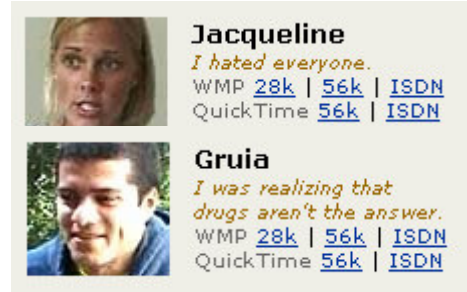 Jacqueline
I hated everyone.
WMP 28k | 56k | ISDN
QuickTime 56k | ISDN
Gruia
I was realizing that
drugs aren't the answer.
WMP 28k | 56k | ISDN
QuickTime 56k | ISDN